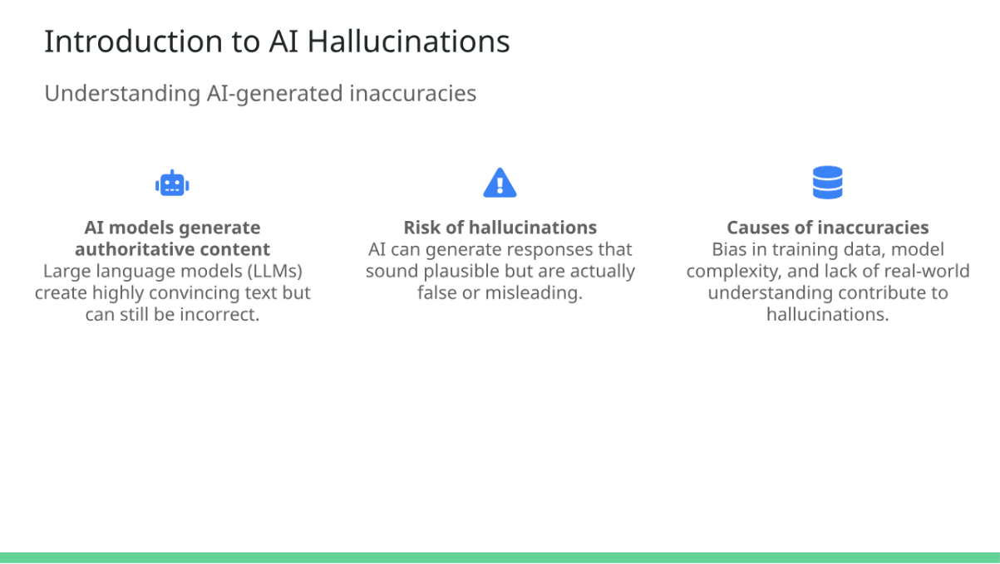 Introduction to AI Hallucinations
Understanding AI-generated inaccuracies
AI models generate
authoritative content
Large language models (LLMs)
create highly convincing text but
can still be incorrect.
Risk of hallucinations
AI can generate responses that
sound plausible but are actually
false or misleading.
Causes of inaccuracies
Bias in training data, model
complexity, and lack of real-world
understanding contribute to
hallucinations.